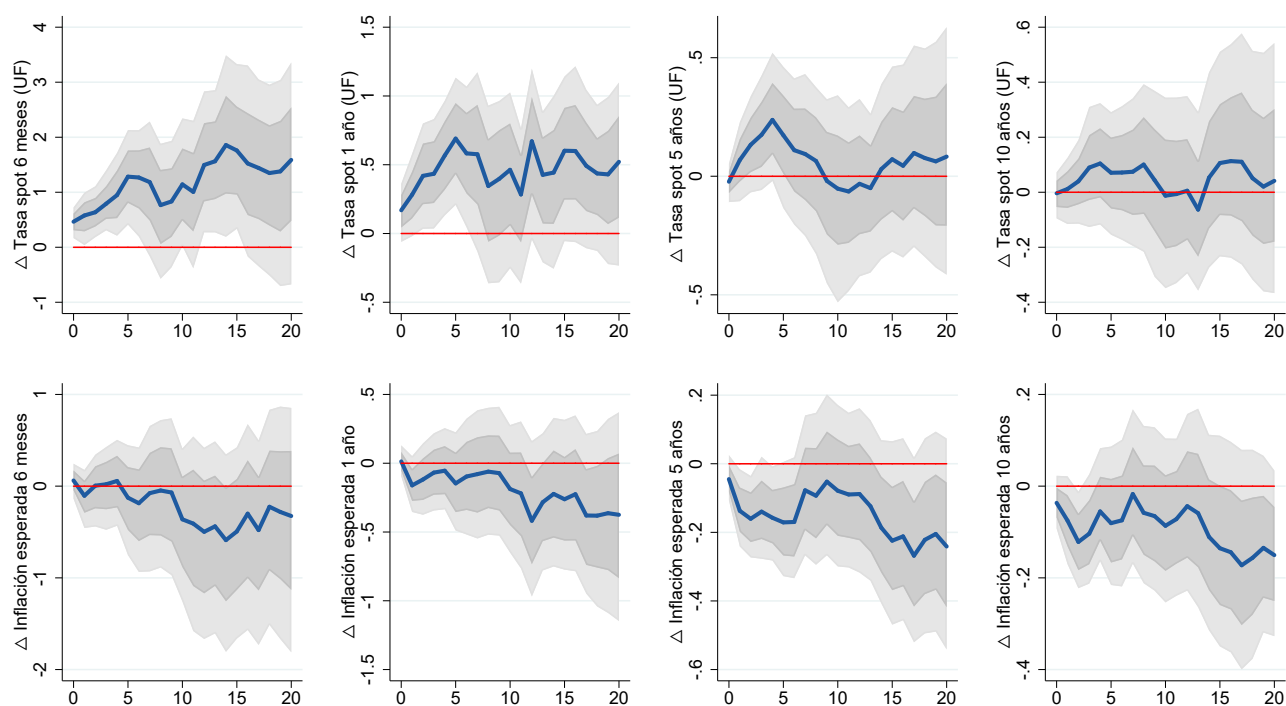 △ Tasa spot 6 meses
4
3
2
1
0
-1
0 5 10 15 20
△ Tasa spot 1 año (UF)
1.5
1
.5
0
-.5
0 5 10 15 20
△ Tasa spot 5 años (UF)
.5
0
-.5
0 5 10 15 20
△ Tasa spot 10 años (UF)
.6
.4
.2
0
-.2
-.4
0 5 10 15 20
△ Inflación esperada 6 meses
1
0
-1
-2
0 5 10 15 20
△ Inflación esperada 1 año
.5
0
-.5
-1
-1.5
0 5 10 15 20
△ Inflación esperada 5 años
.2
0
-.2
-.4
-.6
0 5 10 15 20
△ Inflación esperada 10 años
.2
0
-.2
-.4
0 5 10 15 20